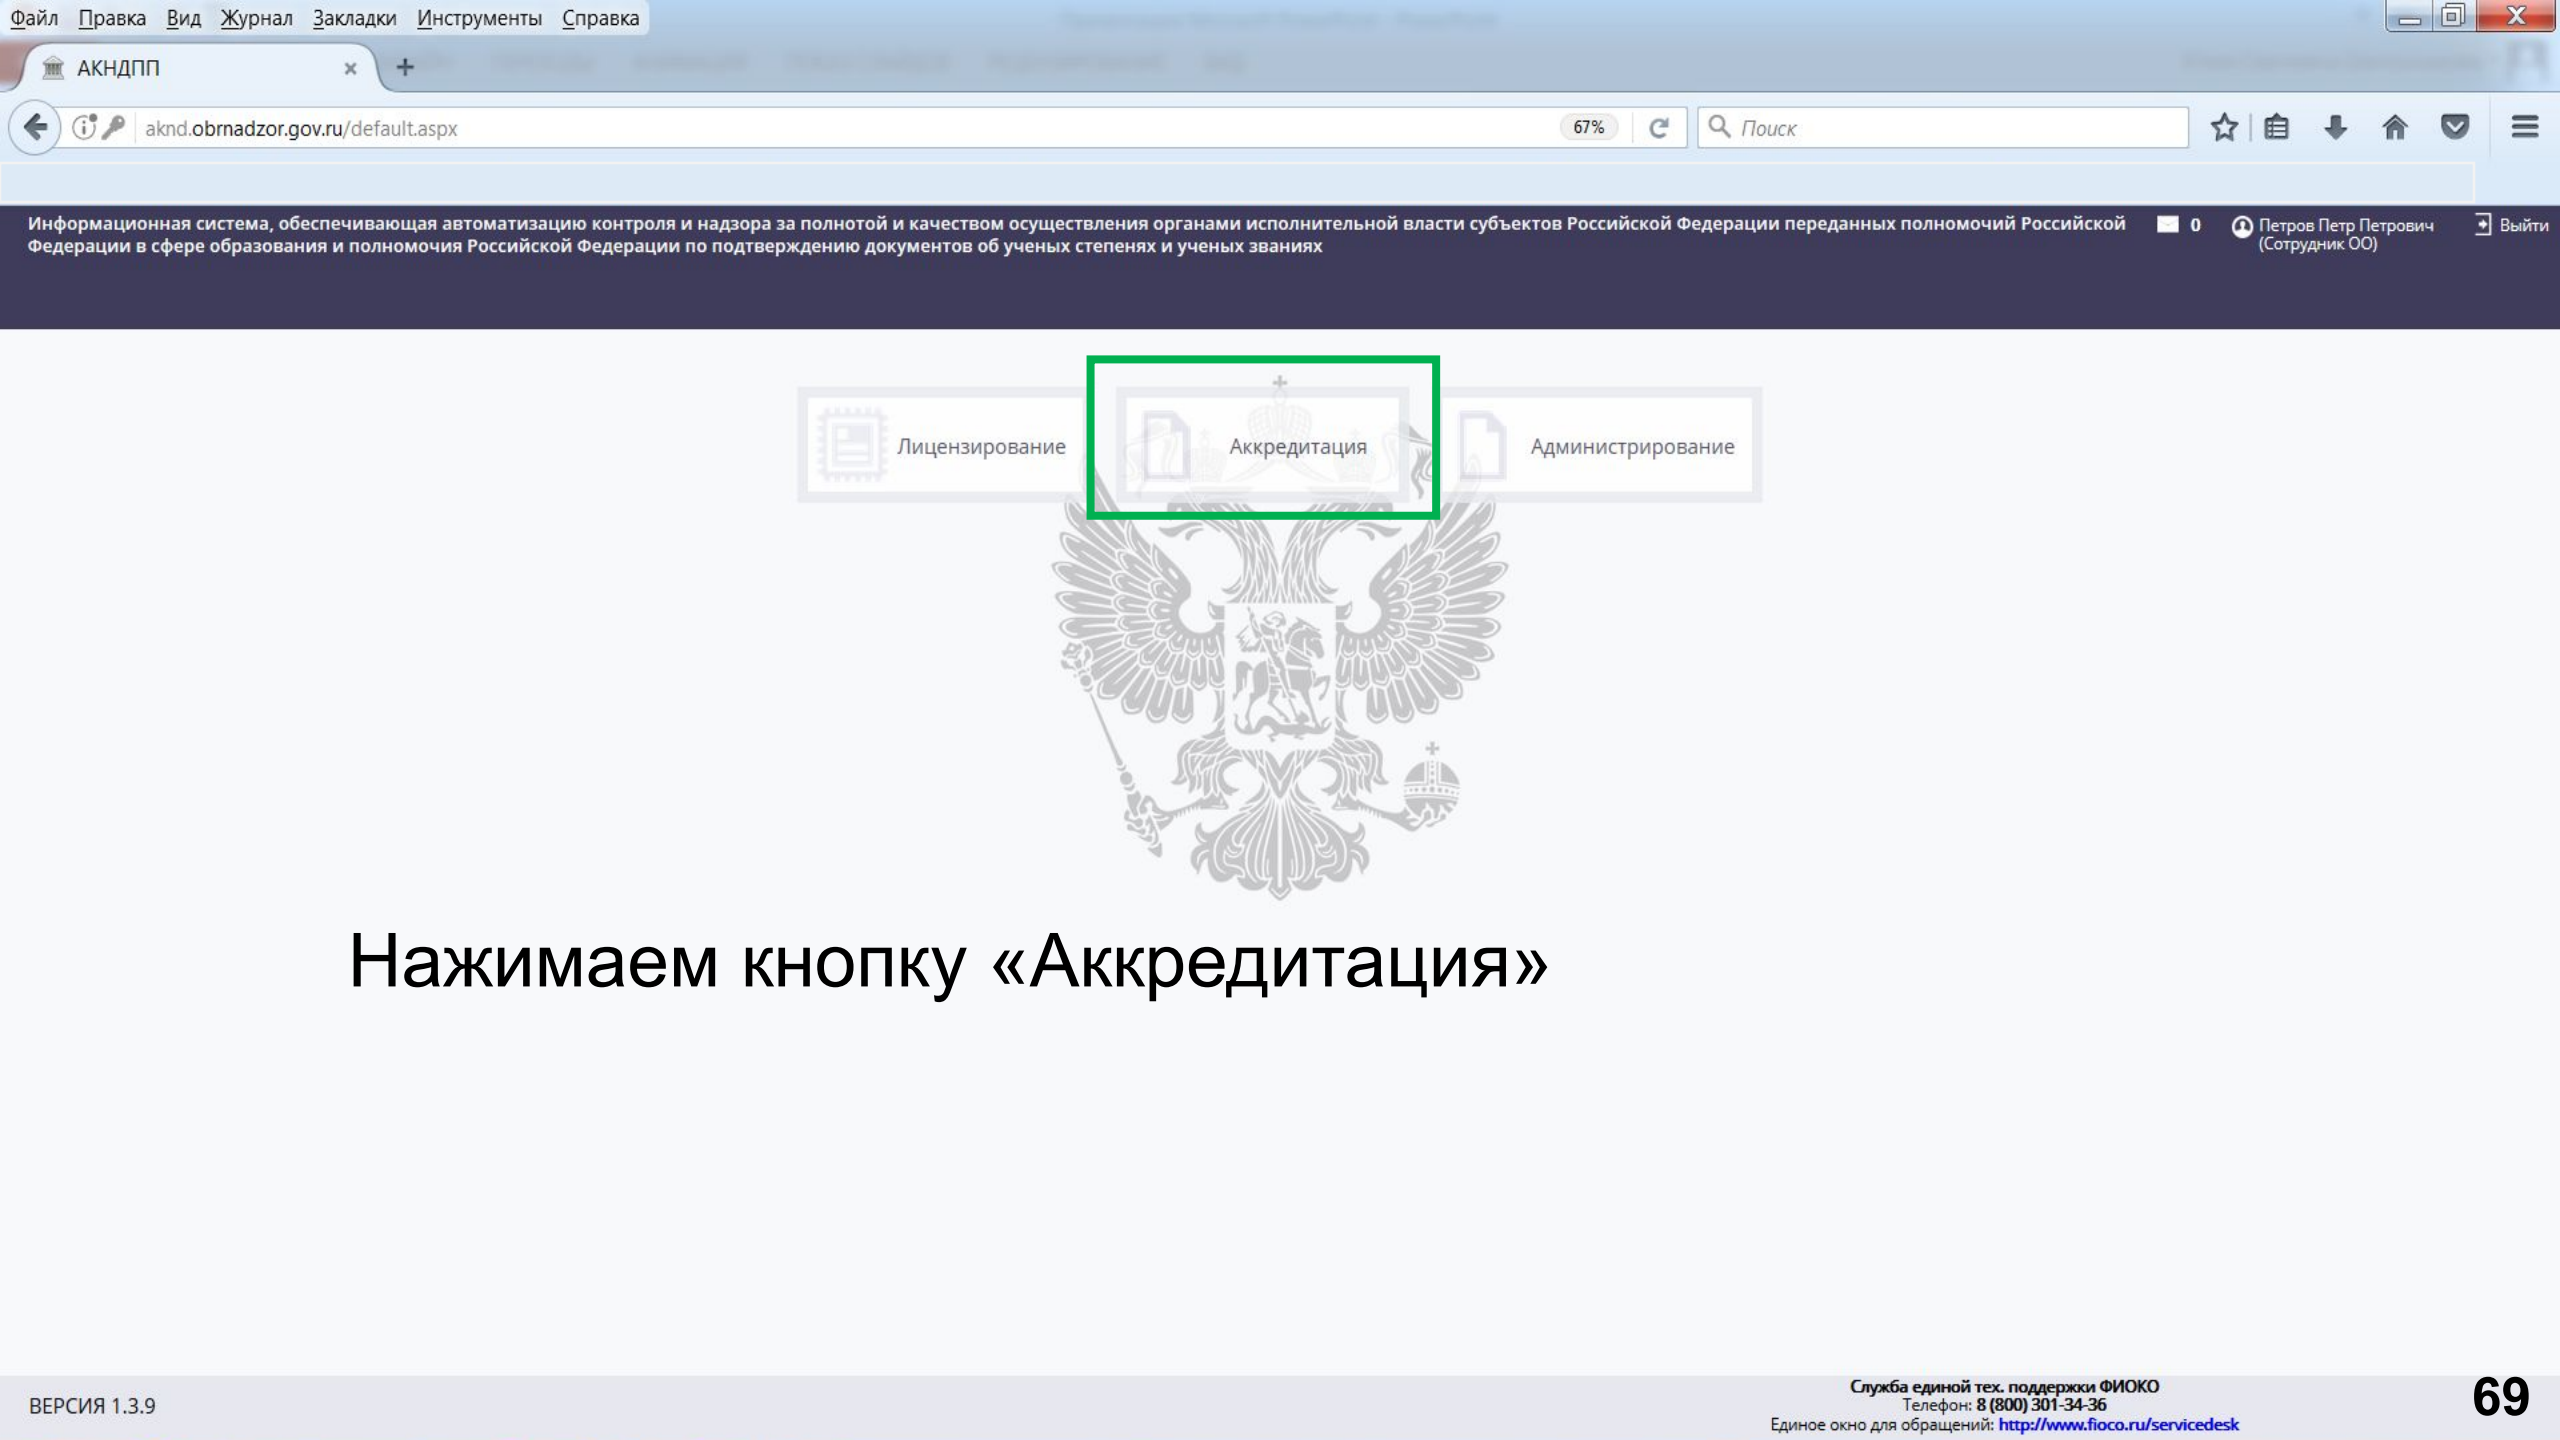 Файл Правка Вид Журнал Закладки Инструменты Справка
АКНДПП
aknd.obrnadzor.gov.ru/default.aspx 67% Поиск
Информационная система, обеспечивающая автоматизацию контроля и надзора за полнотой и качеством осуществления органами исполнительной власти субъектов Российской Федерации переданных полномочий Российской
Федерации в сфере образования и полномочия Российской Федерации по подтверждению документов об ученых степенях и ученых званиях
0
Петров Петр Петрович
(Сотрудник ОО)
Выйти
Лицензирование
Аккредитация
Администрирование
Нажимаем кнопку «Аккредитация»
ВЕРСИЯ 1.3.9
Служба единой тех. поддержки ФИОКО
Телефон: 8 (800) 301-34-36
Единое окно для обращений: http://www.fioco.ru/servicedesk
69